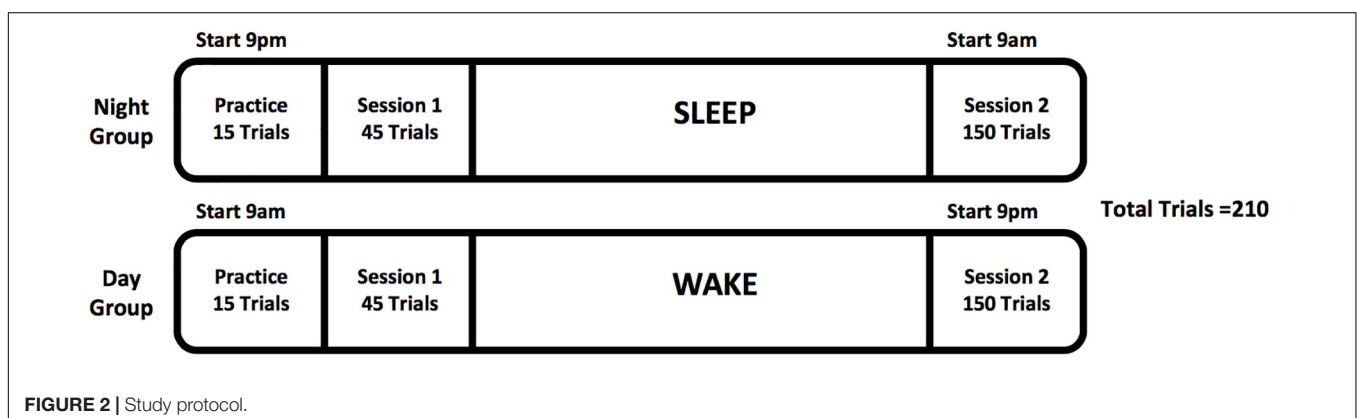 Start 9pm
Start 9am
Night
Group
Practice
15 Trials
Session 1
45 Trials
SLEEP
Session 2
150 Trials
Start 9am
Start 9pm
Total Trials =210
Day
Group
Practice
15 Trials
Session 1
45 Trials
WAKE
Session 2
150 Trials
FIGURE 2 | Study protocol.